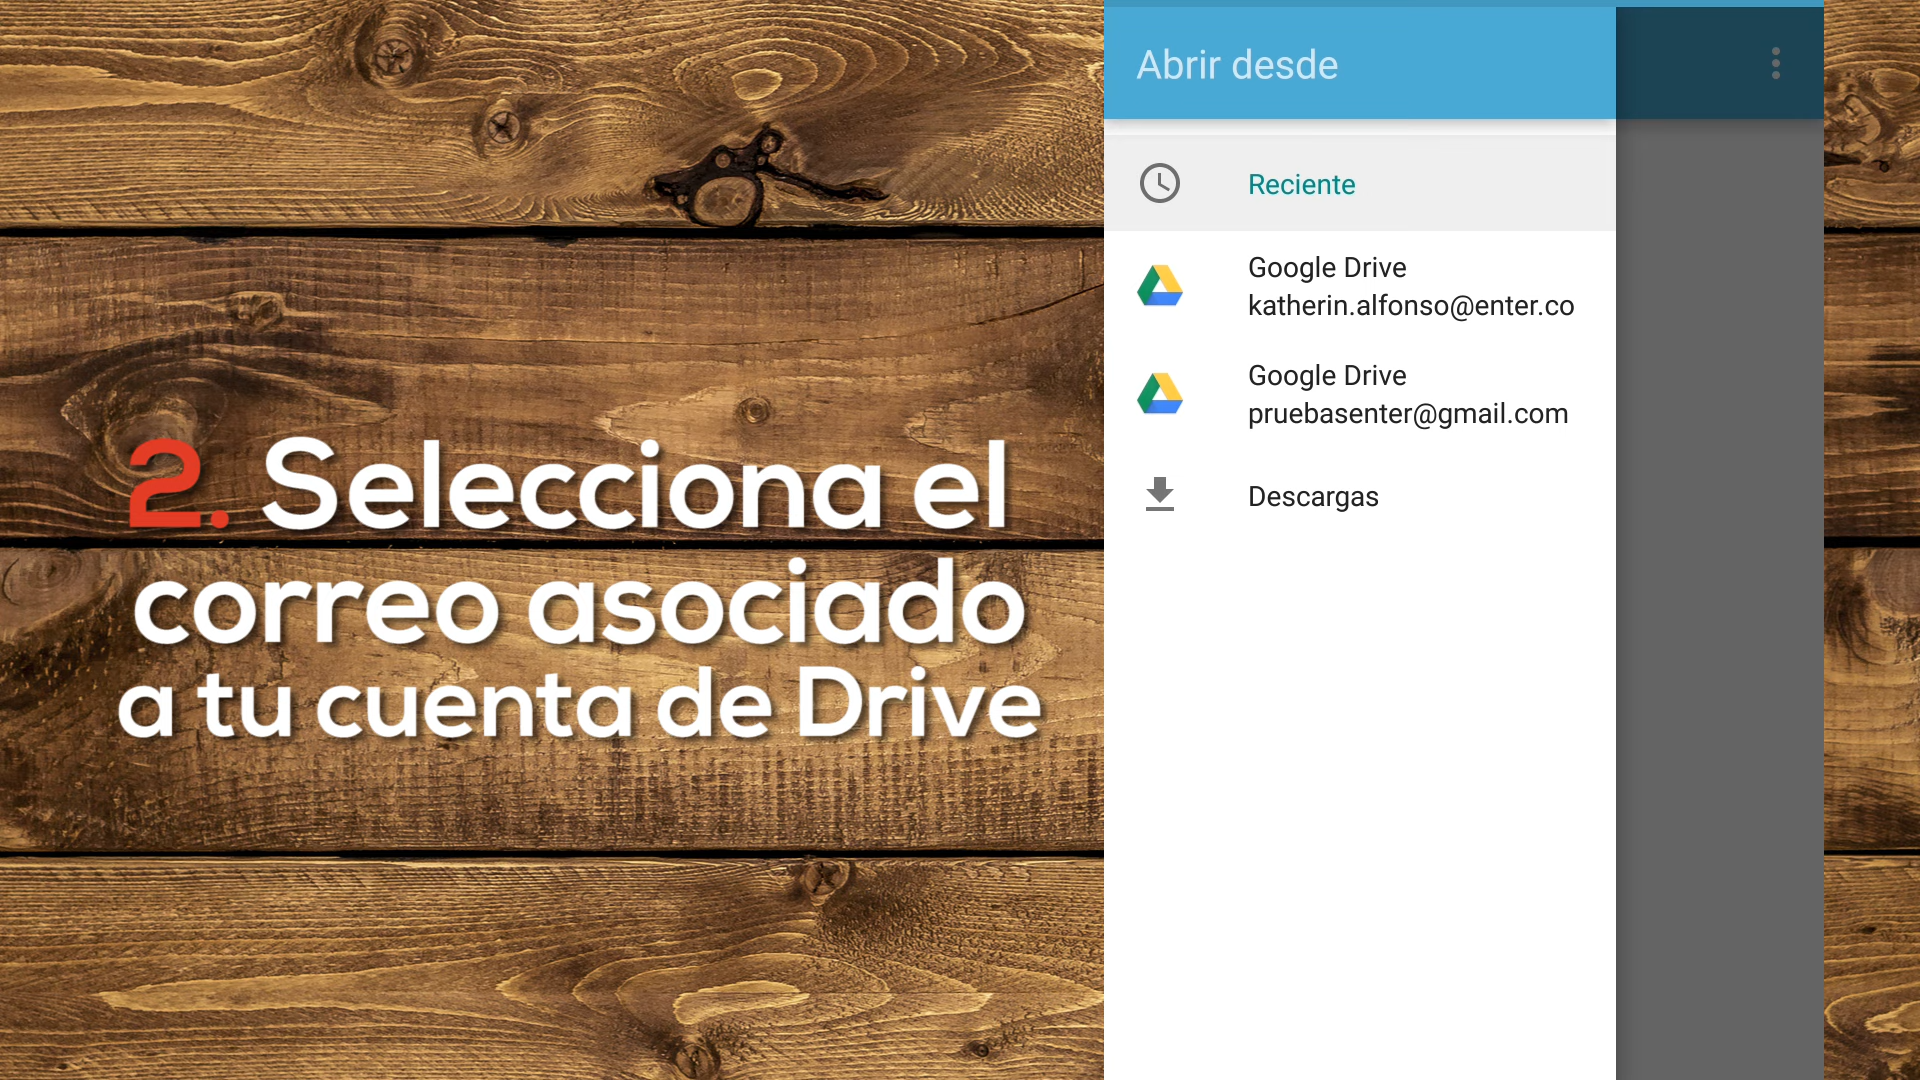 2. Selecciona el
correo asociado
a tu cuenta de Drive
Abrir desde
Reciente
Google Drive
katherin.alfonso@enter.co
Google Drive
pruebasenter@gmail.com
Descargas